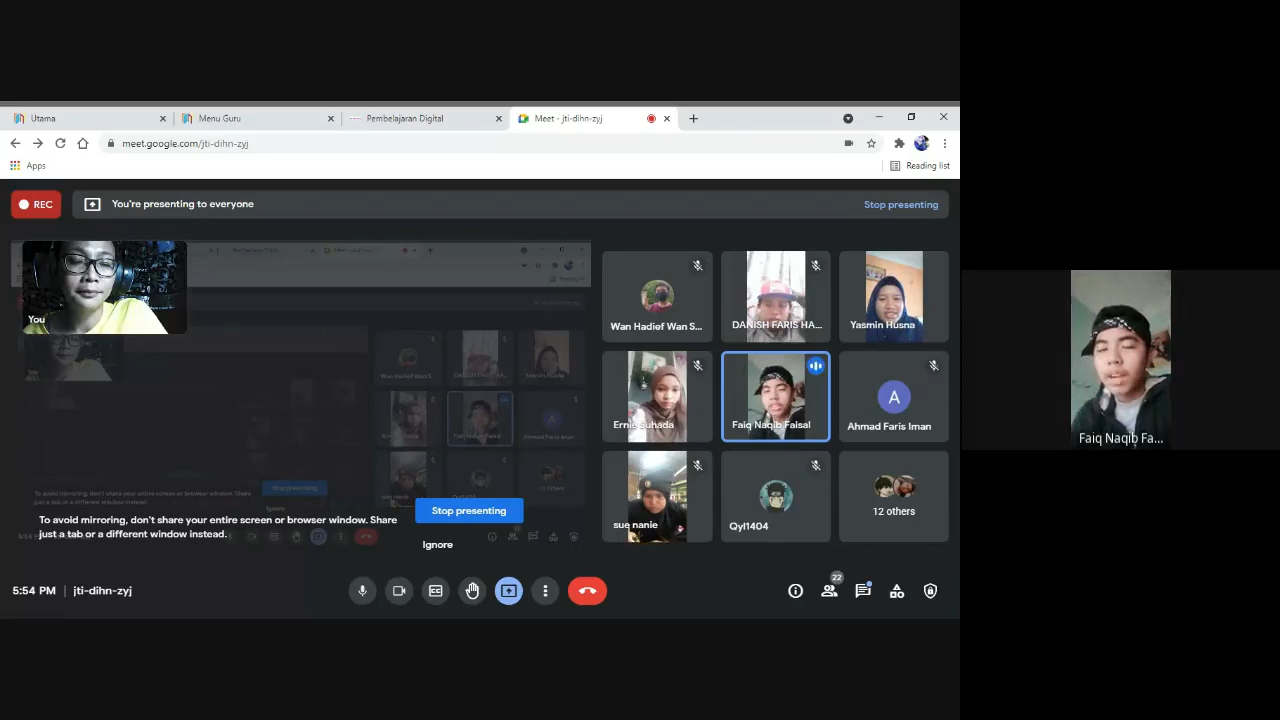 Utama
Menu Guru
Pembelajaran Digital
Meet - jti-dihn-zyj
meet.google.com/jti-dihn-zyj
Apps
Reading list
REC
You're presenting to everyone
Stop presenting
You
Wan Hadief Wan S...
DANISH FARIS HA...
Yasmin Husna
Ernie Suhada
Faiq Naqib Faisal
A
Ahmad Faris Iman
Faiq Naqib Fa...
sue nanie
Qyl1404
12 others
To avoid mirroring, don't share your entire screen or browser window. Share
just a tab or a different window instead.
Stop presenting
Ignore
5:54 PM | jti-dihn-zyj
22